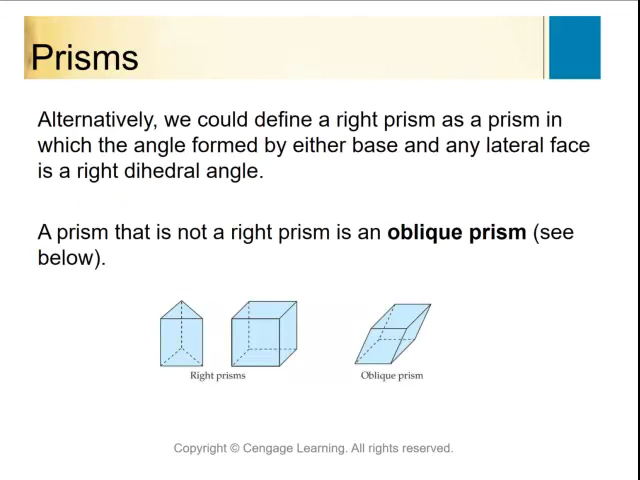 Prisms
Alternatively, we could define a right prism as a prism in
which the angle formed by either base and any lateral face
is a right dihedral angle.
A prism that is not a right prism is an oblique prism (see
below).
Right prisms
Oblique prism
Copyright © Cengage Learning. All rights reserved.